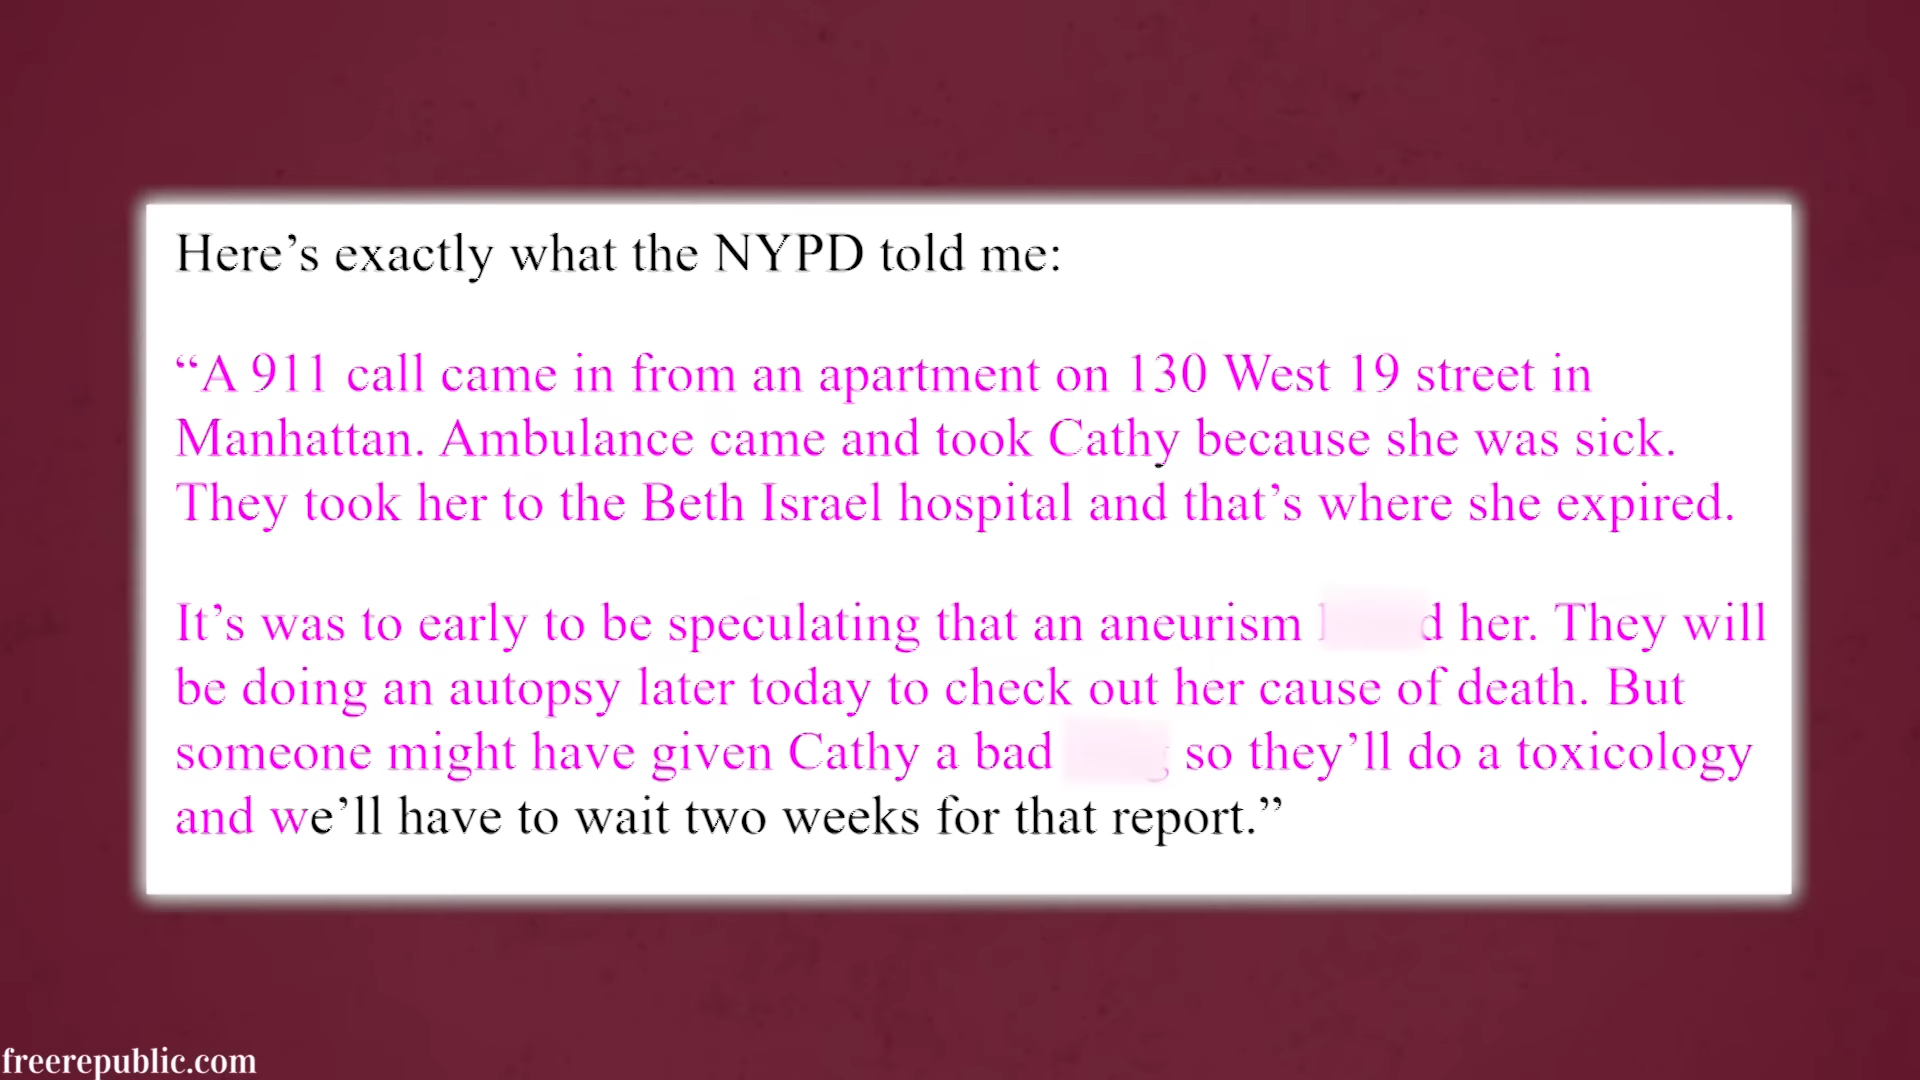 Here’s exactly what the NYPD told me:
“A 911 call came in from an apartment on 130 West 19 street in
Manhattan. Ambulance came and took Cathy because she was sick.
They took her to the Beth Israel hospital and that’s where she expired.
It’s was to early to be speculating that an aneurism her. They will
be doing an autopsy later today to check out her cause of death. But
someone might have given Cathy a bad so they’ll do a toxicology
and we’ll have to wait two weeks for that report.”
freerepublic.com